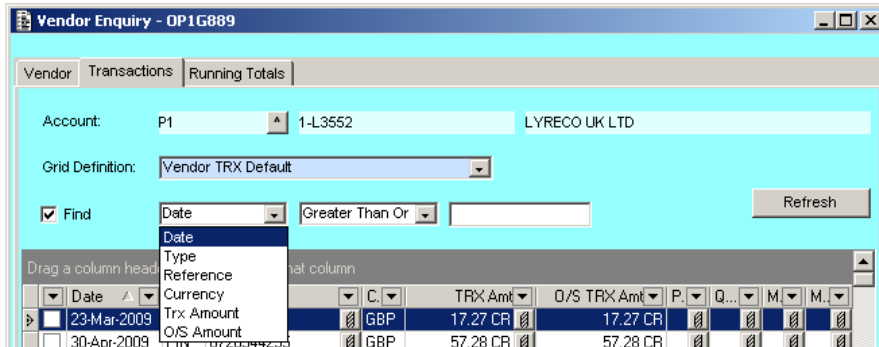 Vendor Enquiry - OP1G889
Vendor Transactions Running Totals
Account: P1 1-L3552 LYRECO UK LTD
Grid Definition: Vendor TRX Default
Refresh
Find Date Greater Than Or
Date
Type
Reference
Currency
Trx Amount
O/S Amount
Drag a column head hat column
Date C. TRX Amt O/S TRX Amt P. Q... M. M..
23-Mar-2009 GBP 17.27 CR 17.27 CR
30-Apr-2009 GBP 57.28 CR 57.28 CR